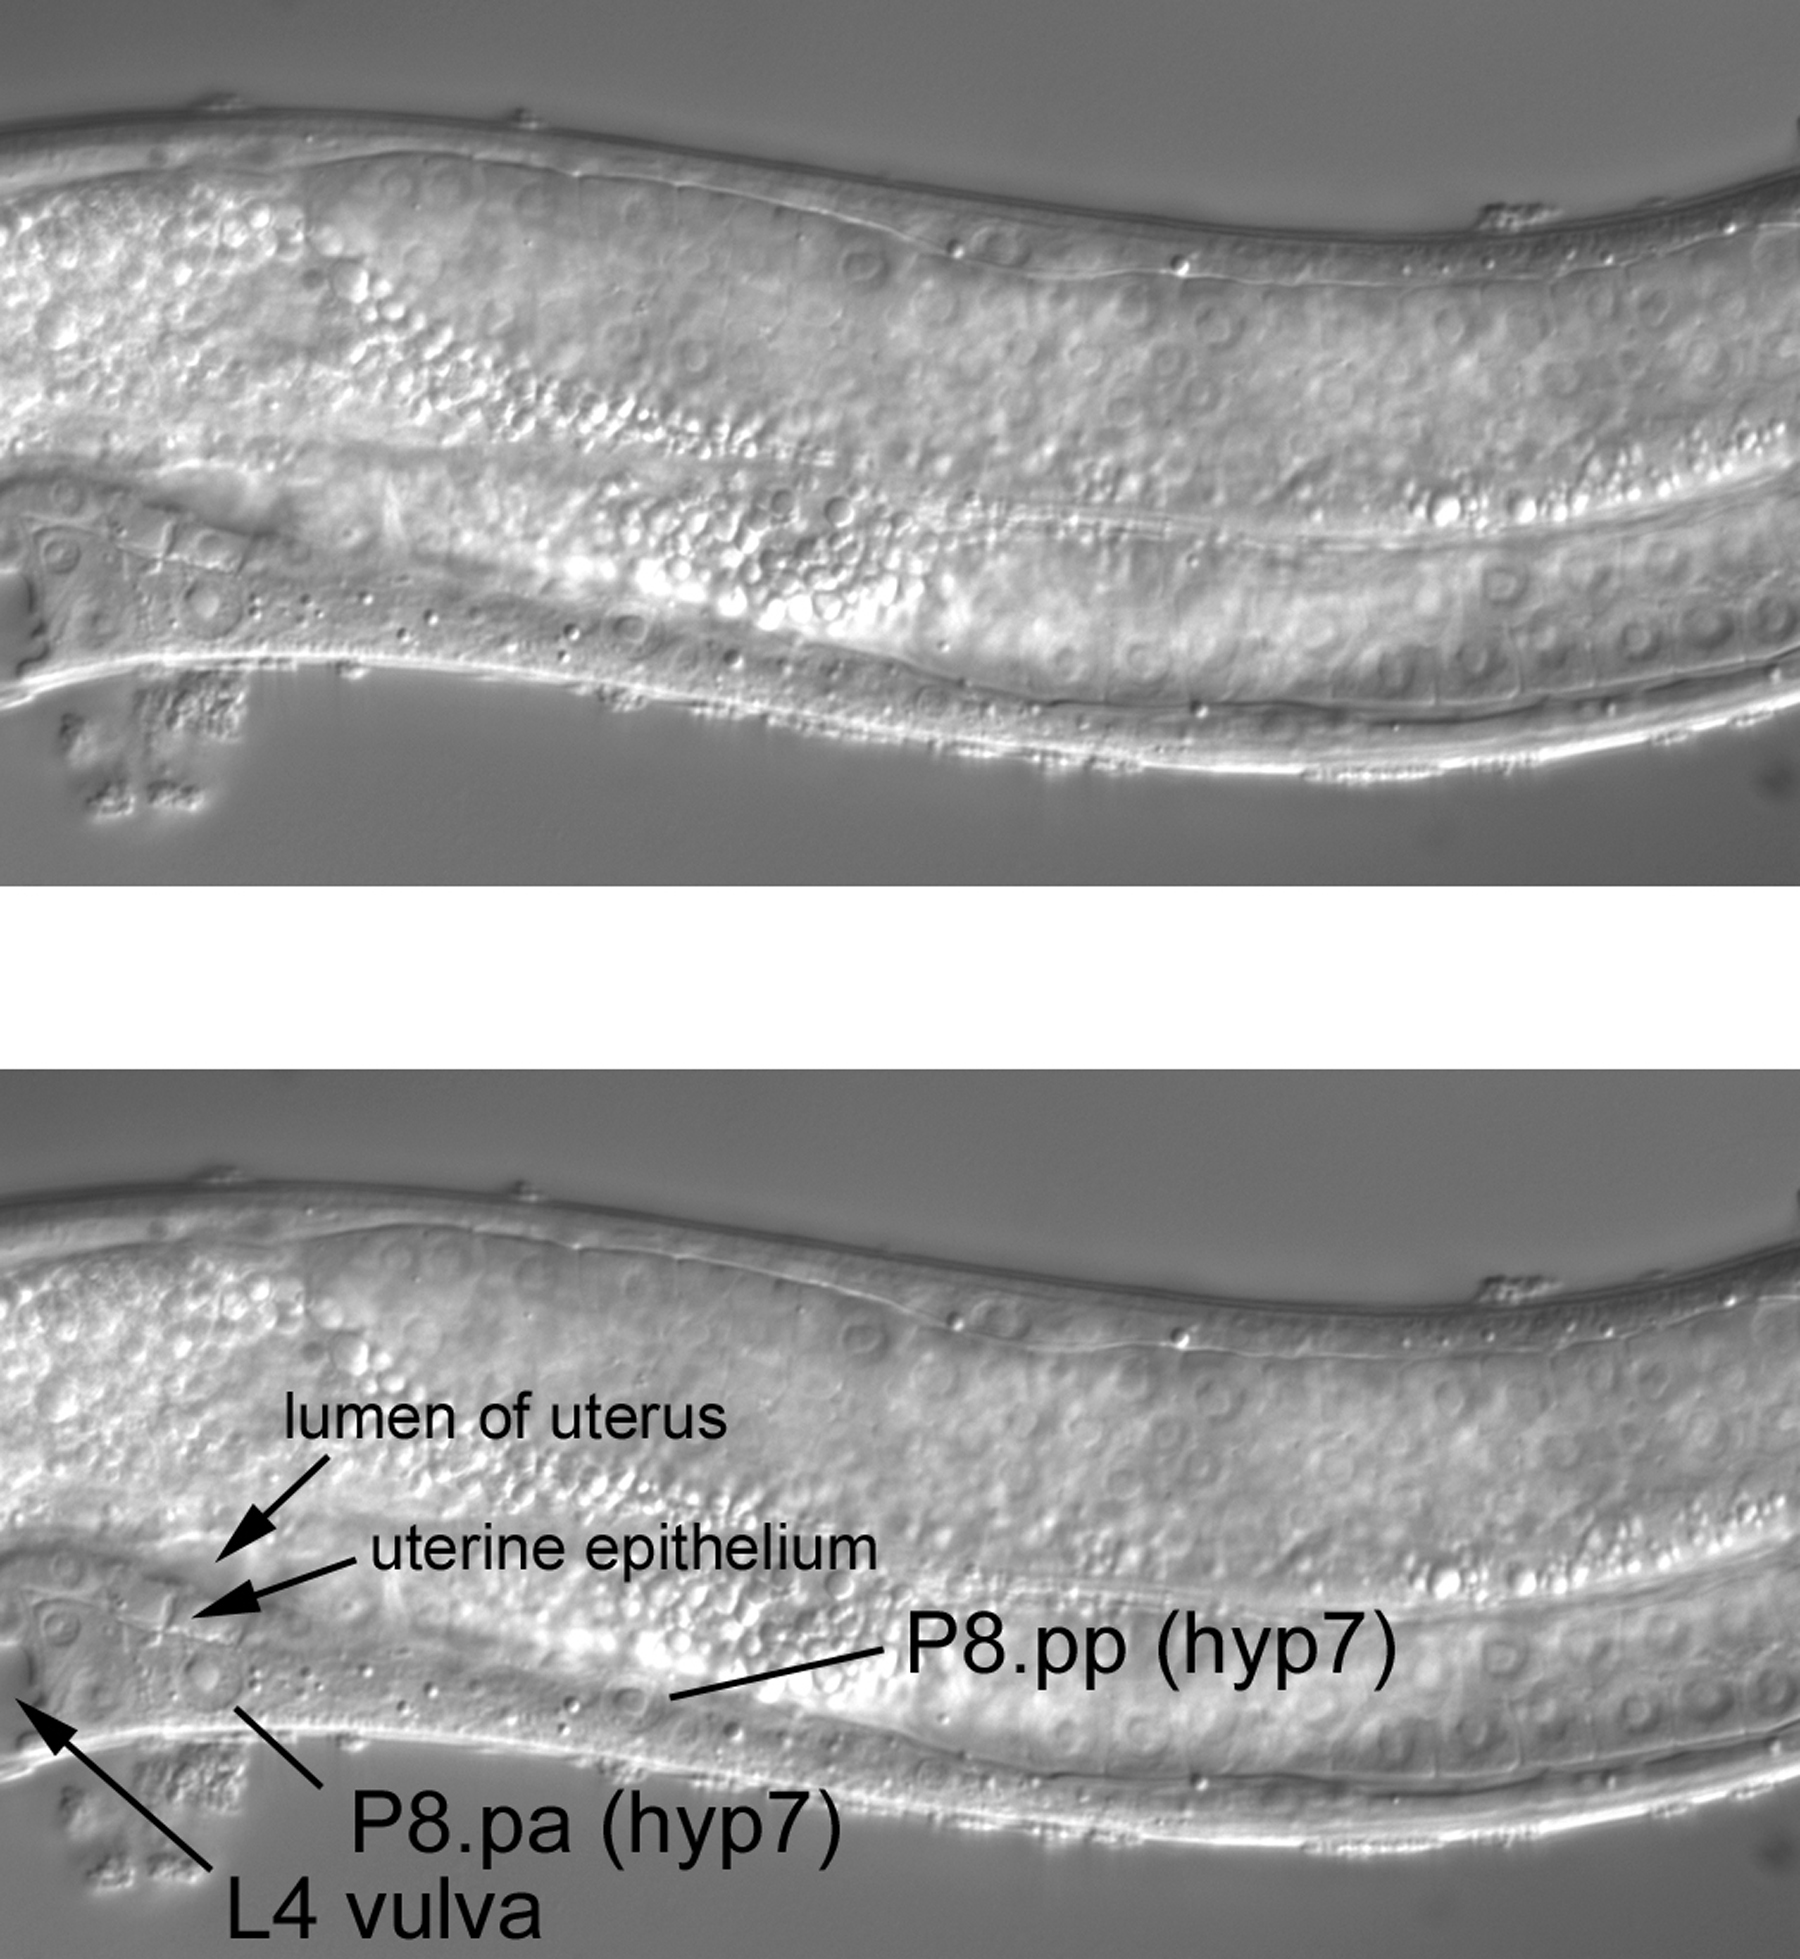 lumen of uterus
uterine epithelium
P8.pp (hyp7)
P8.pa (hyp7)
L4 vulva